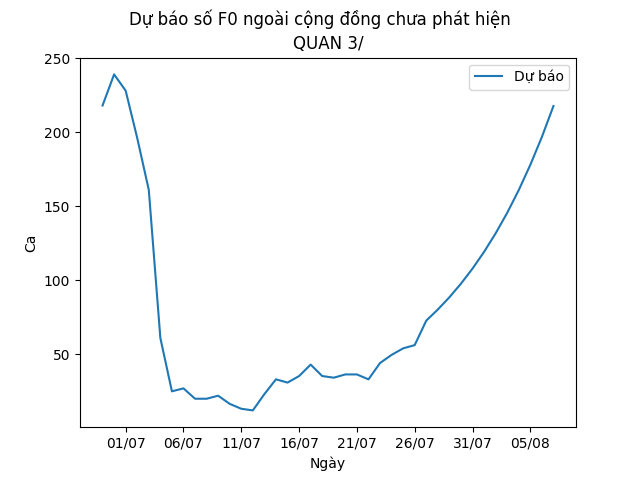 Dự báo số F0 ngoài cộng đồng chưa phát hiện
QUAN 3/
Dự báo
Ca
250
200
150
100
50
01/07 06/07 11/07 16/07 21/07 26/07 31/07 05/08
Ngày